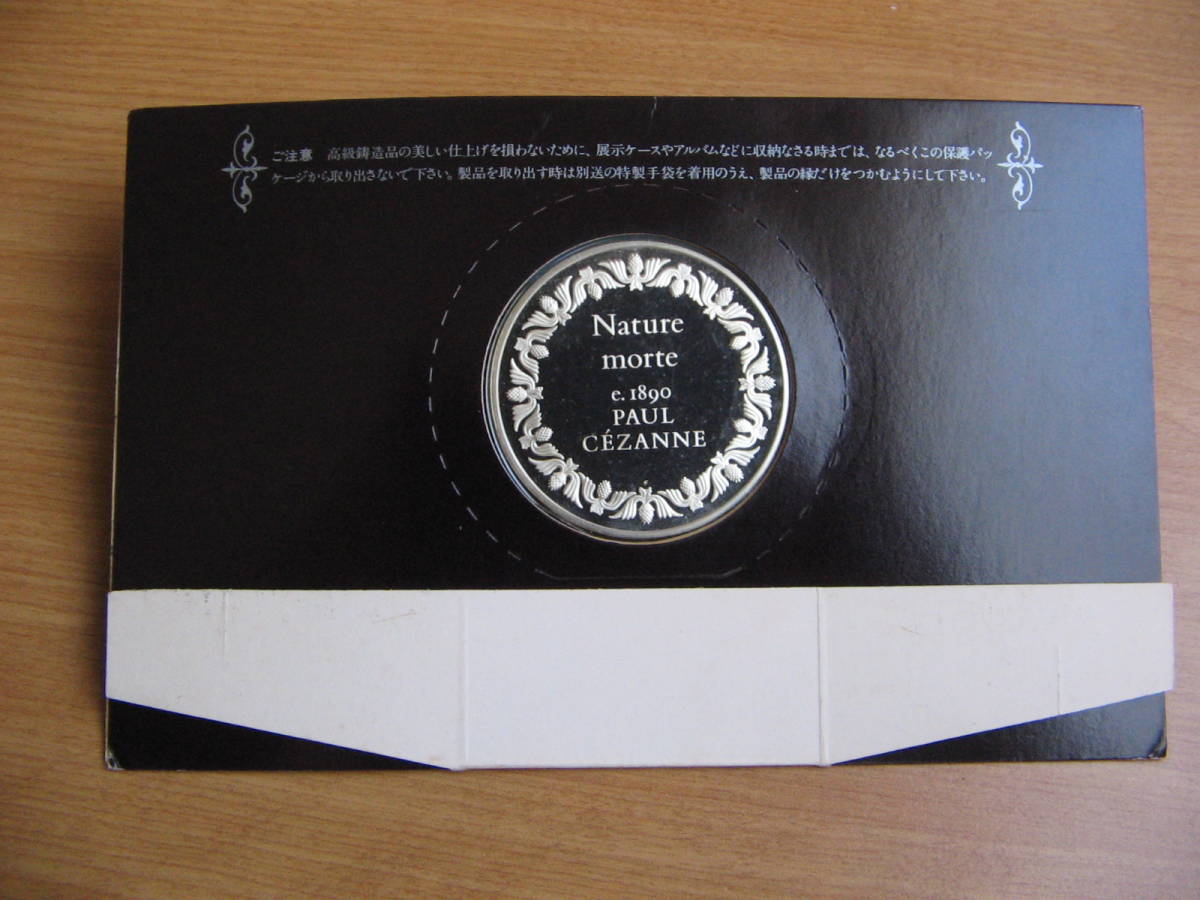 ご注意 高級鋳造品の美しい仕上げを損わないために、展示ケースやアルバムなどに収納なさる時までは、なるべくこの保護パッ
ケージから取り出さないで下さい。製品を取り出す時は別送の特製手袋を着用のうえ、製品の縁だけをつかむようにして下さい。
Nature
morte
c. 1890
PAUL
CÉZANNE